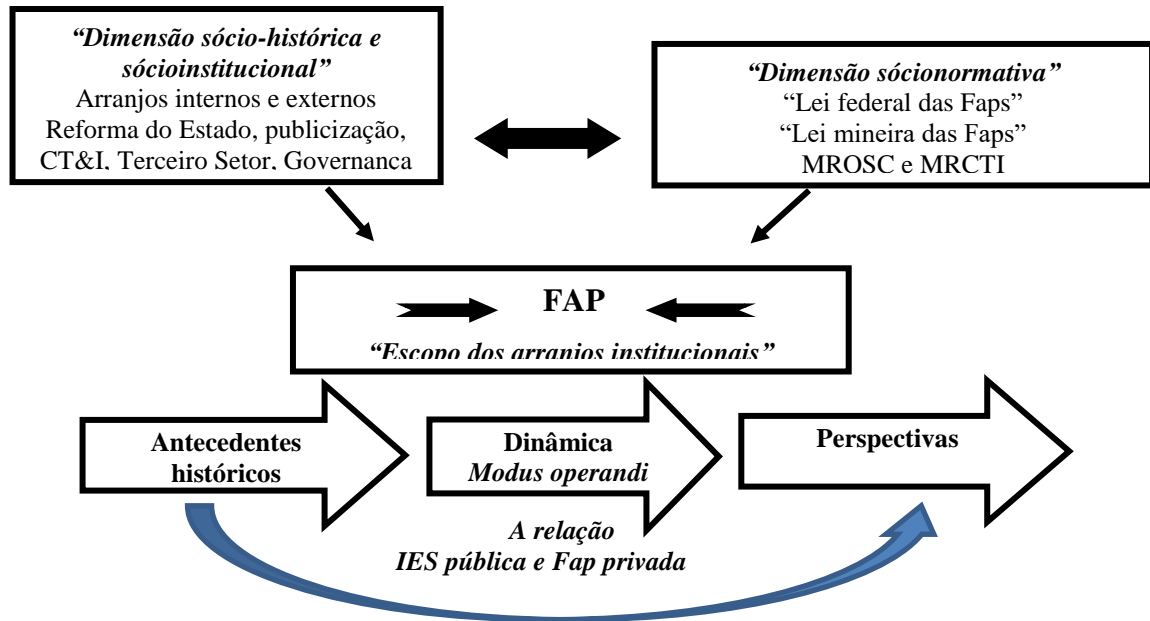 “Dimensão sócio-histórica e
sócioinstitucional”
Arranjos internos e externos
Reforma do Estado, publicização,
CT&I, Terceiro Setor, Governança
“Dimensão sócionormativa”
“Lei federal das Faps”
“Lei mineira das Faps”
MROSC e MRCTI
FAP
“Escopo dos arranjos institucionais”
Antecedentes
históricos
Dinâmica
Modus operandi
Perspectivas
A relação
IES pública e Fap privada